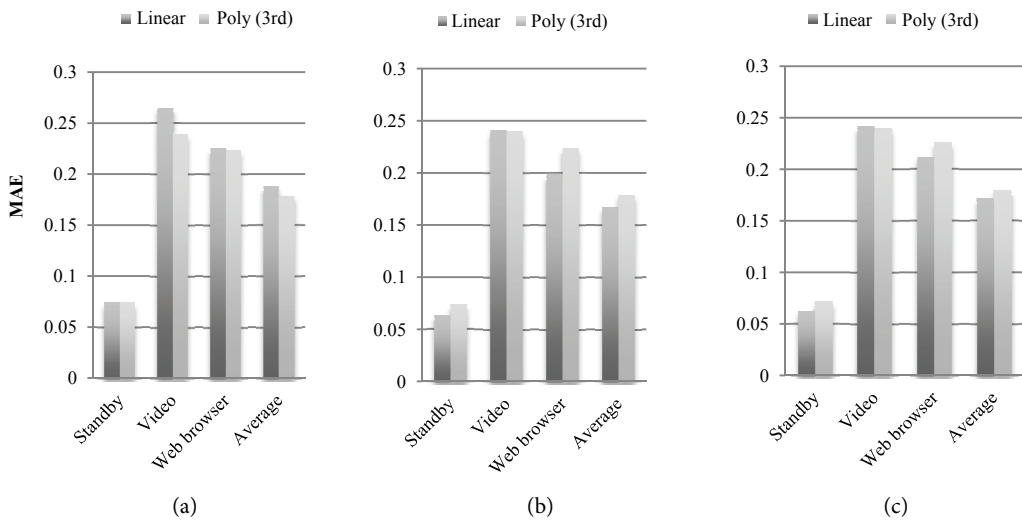 Linear Poly (3rd)
MAE
0.3
0.25
0.2
0.15
0.1
0.05
0
Standby
Video
Web browser
Average
(a)
Linear Poly (3rd)
0.3
0.25
0.2
0.15
0.1
0.05
0
Standby
Video
Web browser
Average
(b)
Linear Poly (3rd)
0.3
0.25
0.2
0.15
0.1
0.05
0
Standby
Video
Web browser
Average
(c)